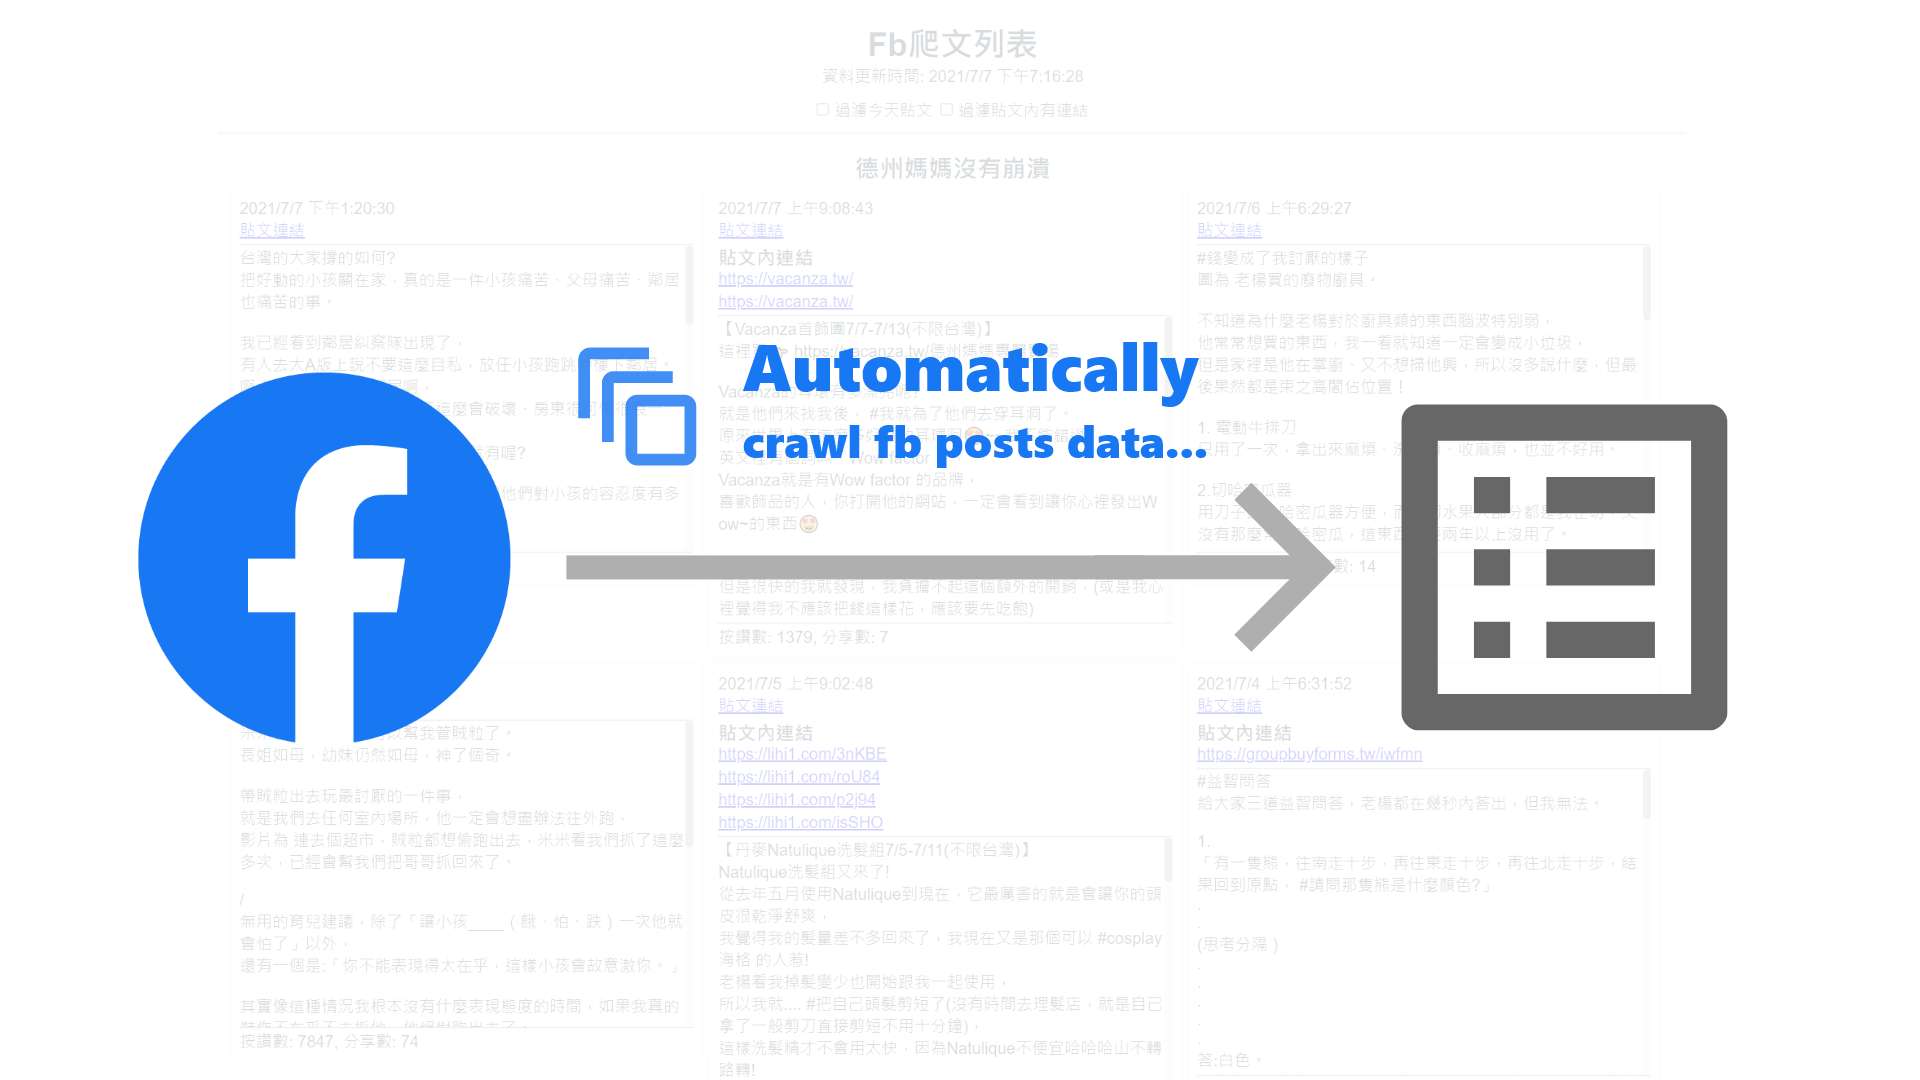 Fb爬文列表
資料更新時間: 2021/7/7 下午7:16:28
過濾今天貼文 過濾貼文內有連結
德州媽媽沒有崩潰
2021/7/7 下午1:20:30
貼文連結
台灣的大家撐的如何?
把好動的小孩關在家，真的是一件小孩痛苦、父母痛苦、鄰居
也痛苦的事。
我已經看到鄰居糾察隊出現了，
有人去大A版上說不要這麼自私，放任小孩跑跳
這麼會破壞，房東
有喔?
他們對小孩的容忍度有多
2021/7/7 上午9:08:43
貼文連結
貼文內連結
https://vacanza.tw/
https://vacanza.tw/
【Vacanza首飾團7/7-7/13(不限台灣)】
Automatically
crawl fb posts data...
就是他們來找我後， #我就為了他們去穿耳洞了。
Wow factor
Vacanza就是有Wow factor 的品牌，
喜歡飾品的人，你打開他的網站，一定會看到讓你心裡發出W
ow~的東西😍
但是很快的我就發現，我負擔不起這個額外的開銷，(或是我心
裡覺得我不應該把錢這樣花，應該要先吃飽)
按讚數: 1379, 分享數: 7
2021/7/6 上午6:29:27
貼文連結
#錢變成了我討厭的樣子
圖為 老楊買的廢物廚具。
不知道為什麼老楊對於廚具類的東西腦波特別弱，
他常常想買的東西，我一看就知道一定會變成小垃圾，
但是家裡是他在掌廚，又不想掃他興，所以沒多說什麼，但最
後果然都是束之高閣佔位置！
1. 電動牛排刀
只用了一次，拿出來麻煩、收麻煩，也並不好用。
2.切哈密瓜器
沒有那麼 哈密瓜，這東西 兩年以上沒用了。
數: 14
幫我管賊粒了。
長姐如母，幼妹仍然如母，神了個奇。
帶賊粒出去玩最討厭的一件事，
就是我們去任何室內場所，他一定會想盡辦法往外跑。
影片為 連去個超市，賊粒都想偷跑出去，米米看我們抓了這麼
多次，已經會幫我們把哥哥抓回來了。
/
無用的育兒建議，除了「讓小孩____（餓、怕、跌）一次他就
會怕了」以外，
還有一個是:「你不能表現得太在乎，這樣小孩會故意激你。」
其實像這種情況我根本沒有什麼表現態度的時間，如果我真的
按讚數: 7847, 分享數: 74
2021/7/5 上午9:02:48
貼文連結
貼文內連結
https://lihi1.com/3nKBE
https://lihi1.com/roU84
https://lihi1.com/p2j94
https://lihi1.com/isSHO
【丹麥Natulique洗髮組7/5-7/11(不限台灣)】
Natulique洗髮組又來了!
從去年五月使用Natulique到現在，它最厲害的就是會讓你的頭
皮很乾淨舒爽，
我覺得我的髮量差不多回來了，我現在又是那個可以 #cosplay
海格 的人惹!
老楊看我掉髮變少也開始跟我一起使用，
所以我就.... #把自己頭髮剪短了(沒有時間去理髮店，就是自己
拿了一般剪刀直接剪短不用十分鐘)，
這樣洗髮精才不會用太快，因為Natulique不便宜哈哈哈山不轉
路轉!
2021/7/4 上午6:31:52
貼文連結
貼文內連結
https://groupbuyforms.tw/iwfmn
#益智問答
給大家三道益智問答，老楊都在幾秒內答出，但我無法。
1.
「有一隻熊，往南走十步，再往東走十步，再往北走十步，結
果回到原點， #請問那隻熊是什麼顏色?」
.
.
(思考分隔 )
.
.
.
.
.
答:白色。